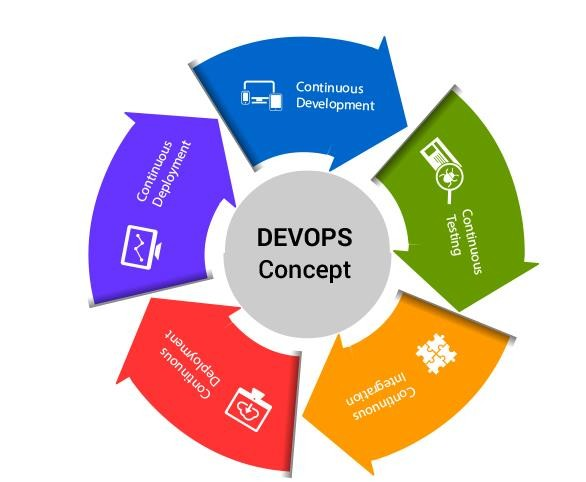 Continuous
Development
Continuous
Testing
Continuous
Integration
Continuous
Deployment
Continuous
Deployment
DEVOPS
Concept